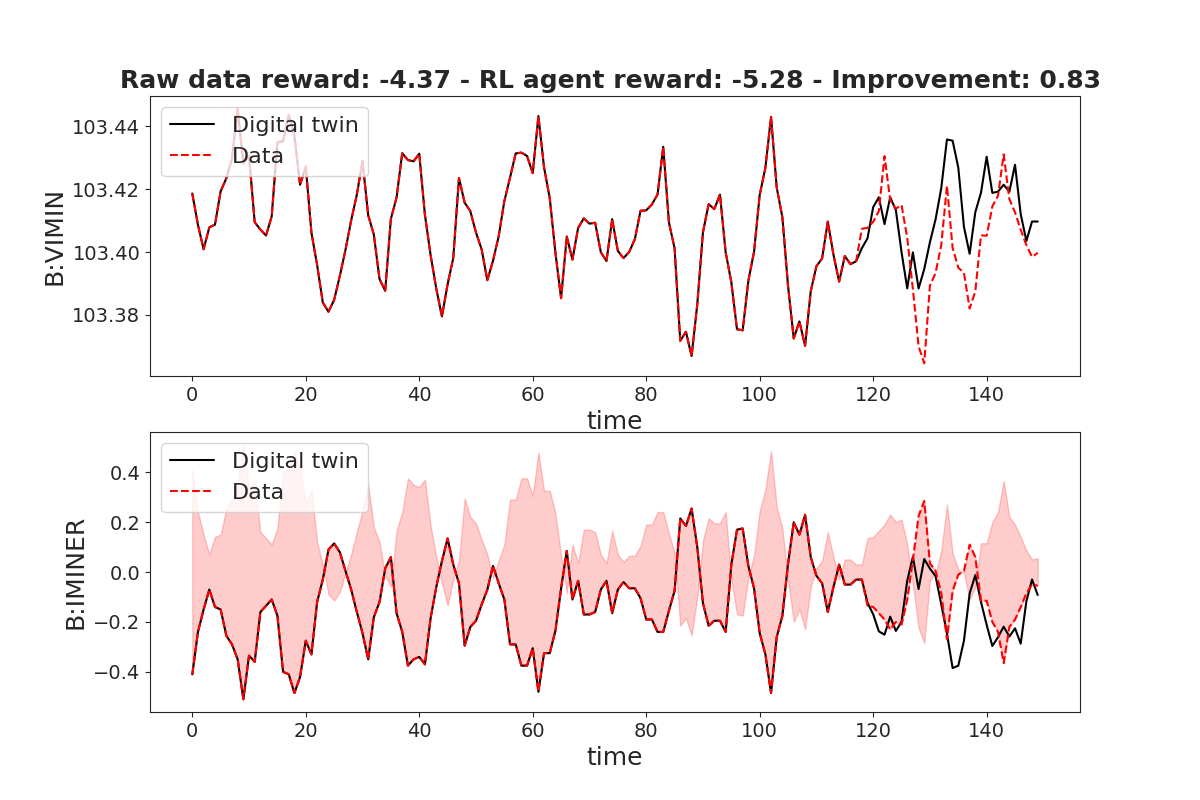 Raw data reward: -4.37 - RL agent reward: -5.28 - Improvement: 0.83
Digital twin
Data
103.44
103.42
103.40
103.38
B:VIMIN
0 20 40 60 80 100 120 140
time
Digital twin
Data
0.4
0.2
0.0
−0.2
−0.4
B:IMINER
0 20 40 60 80 100 120 140
time